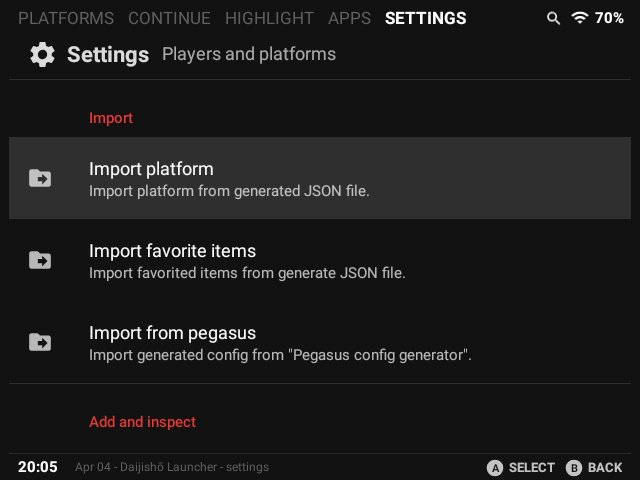 PLATFORMS CONTINUE HIGHLIGHT APPS SETTINGS 70%
Settings Players and platforms
Import
Import platform
Import platform from generated JSON file.
Import favorite items
Import favorited items from generate JSON file.
Import from pegasus
Import generated config from "Pegasus config generator".
Add and inspect
20:05 Apr 04 - Daijishō Launcher - settings A SELECT B BACK